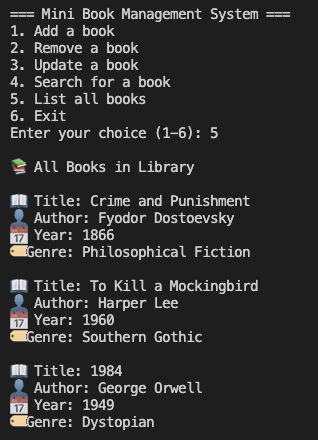 === Mini Book Management System ===
1. Add a book
2. Remove a book
3. Update a book
4. Search for a book
5. List all books
6. Exit
Enter your choice (1-6): 5
📚 All Books in Library
📖 Title: Crime and Punishment
👤 Author: Fyodor Dostoevsky
📅 Year: 1866
🏷️Genre: Philosophical Fiction
📖 Title: To Kill a Mockingbird
👤 Author: Harper Lee
📅 Year: 1960
🏷️Genre: Southern Gothic
📖 Title: 1984
👤 Author: George Orwell
📅 Year: 1949
🏷️Genre: Dystopian